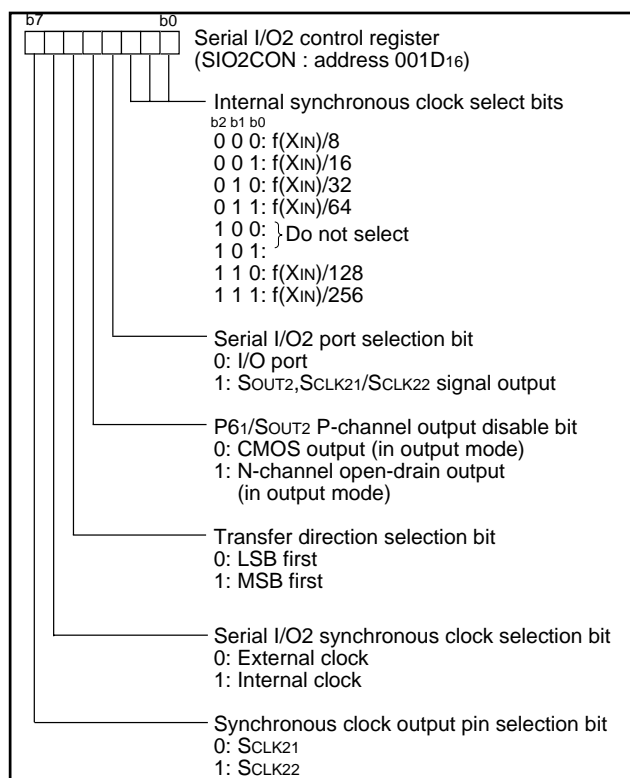 b7 b0
Serial I/O2 control register
(SIO2CON : address 001D16)
Internal synchronous clock select bits
b2 b1 b0
0 0 0: f(XIN)/8
0 0 1: f(XIN)/16
0 1 0: f(XIN)/32
0 1 1: f(XIN)/64
1 0 0:
1 0 1:
Do not select
1 1 0: f(XIN)/128
1 1 1: f(XIN)/256
Serial I/O2 port selection bit
0: I/O port
1: SOUT2,SCLK21/SCLK22 signal output
P61/SOUT2 P-channel output disable bit
0: CMOS output (in output mode)
1: N-channel open-drain output
(in output mode)
Transfer direction selection bit
0: LSB first
1: MSB first
Serial I/O2 synchronous clock selection bit
0: External clock
1: Internal clock
Synchronous clock output pin selection bit
0: SCLK21
1: SCLK22